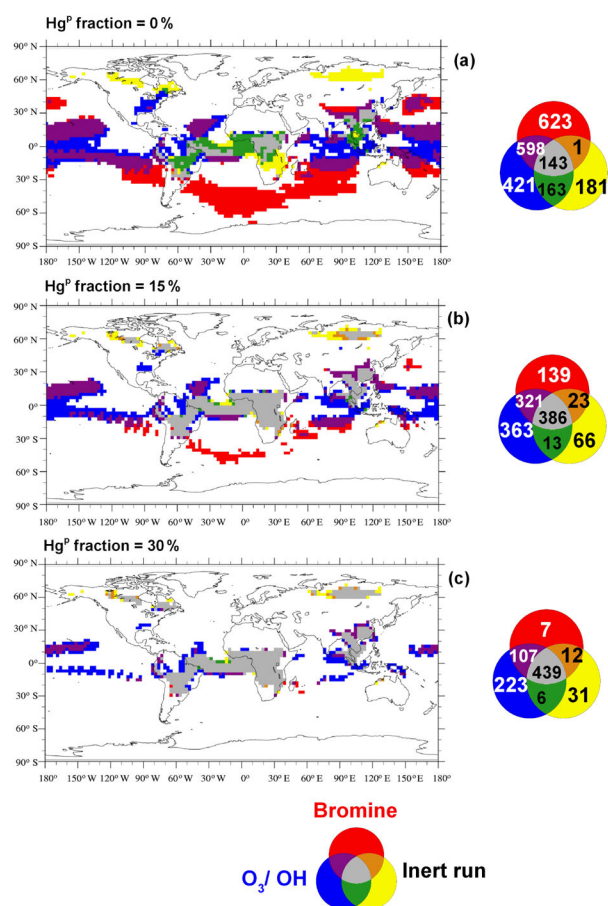 Hgᴾ fraction = 0 %
(a)
90° N
60° N
30° N
0°
30° S
60° S
90° S
180° 150° W 120° W 90° W 60° W 30° W 0° 30° E 60° E 90° E 120° E 150° E 180°
623
598 1
143
421 163 181
Hgᴾ fraction = 15 %
(b)
90° N
60° N
30° N
0°
30° S
60° S
90° S
180° 150° W 120° W 90° W 60° W 30° W 0° 30° E 60° E 90° E 120° E 150° E 180°
139
321 23
386
363 13 66
Hgᴾ fraction = 30 %
(c)
90° N
60° N
30° N
0°
30° S
60° S
90° S
180° 150° W 120° W 90° W 60° W 30° W 0° 30° E 60° E 90° E 120° E 150° E 180°
7
107 12
439
223 6 31
Bromine
O₃/ OH Inert run